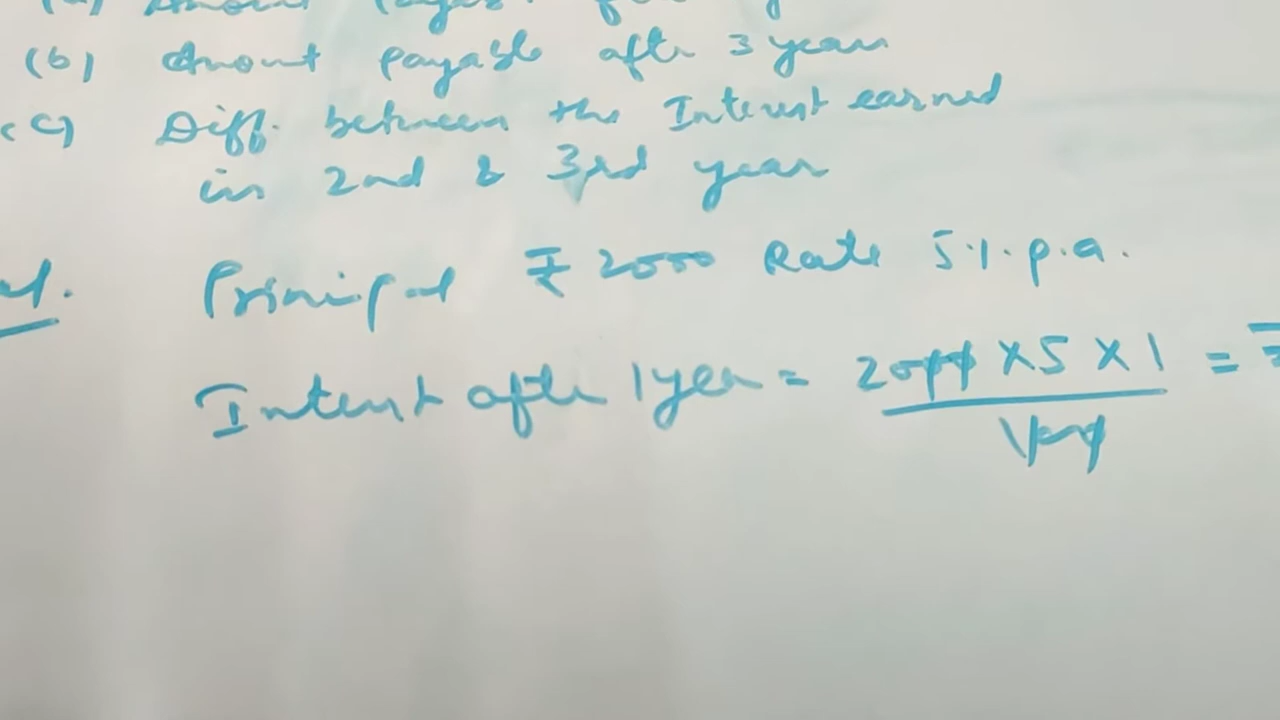 (b) Amount payable after 3 years
(c) Diff. between the Interest earned
in 2nd & 3rd year
Principal ₹ 2000 Rate 5%. p.a.
Interest after 1 year = 2000 × 5 × 1 = ₹
100